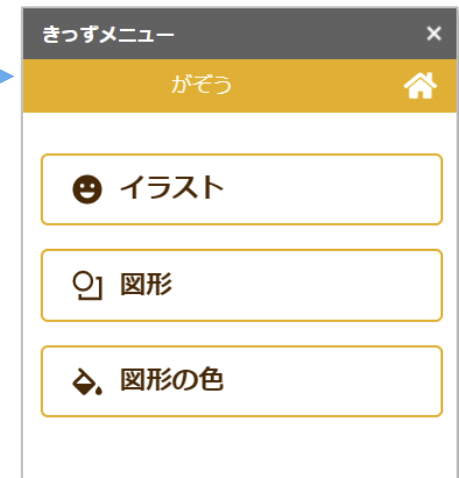 きっずメニュー ×
がぞう
イラスト
図形
図形の色